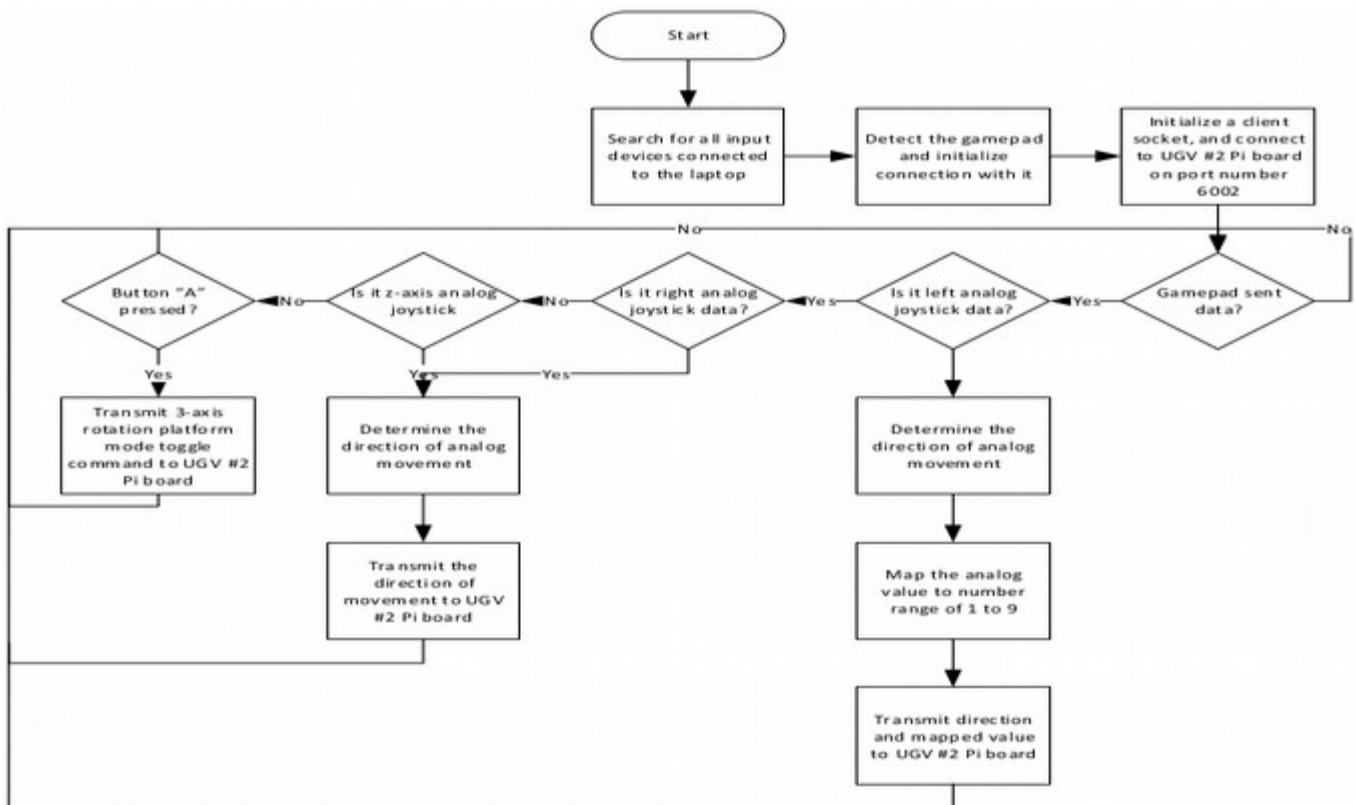 Start
Search for all input
devices connected
to the laptop
Detect the gamepad
and initialize
connection with it
Initialize a client
socket, and connect
to UGV #2 Pi board
on port number
6002
No
No
Button "A"
pressed?
No
Is it z-axis analog
joystick
No
Is it right analog
joystick data?
Yes
Is it left analog
joystick data?
Yes
Gamepad sent
data?
Yes
Yes
Yes
Transmit 3-axis
rotation platform
mode toggle
command to UGV #2
Pi board
Determine the
direction of analog
movement
Determine the
direction of analog
movement
Transmit the
direction of
movement to UGV
#2 Pi board
Map the analog
value to number
range of 1 to 9
Transmit direction
and mapped value
to UGV #2 Pi board